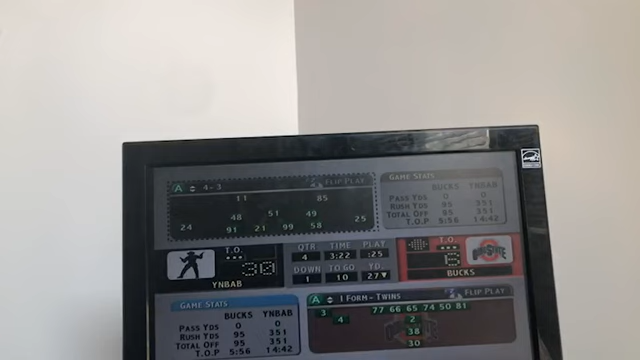 A 4-3 FLIP PLAY
11 85
48 51 49
24 91 21 99 58 25
GAME STATS
BUCKS YNBAB
PASS YDS 0 0
RUSH YDS 95 351
TOTAL OFF 95 351
T.O.P 5:56 14:42
T.O.
30
YNBAB
QTR TIME PLAY
4 3:22 :25
DOWN TO GO YD
1 10 27▼
T.O.
13
BUCKS
GAME STATS
BUCKS YNBAB
PASS YDS 0 0
RUSH YDS 95 351
TOTAL OFF 95 351
T.O.P 5:56 14:42
A I FORM - TWINS FLIP PLAY
3 77 66 65 74 50 81
4 2
38
30